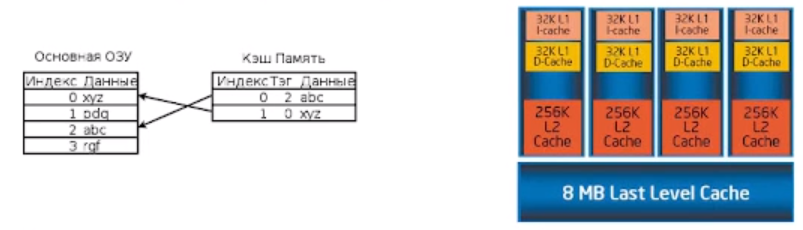 Основная ОЗУ
Индекс Данные
0 xyz
1 pdq
2 abc
3 rgf
Кэш Память
Индекс Тэг Данные
0 2 abc
1 0 xyz
32K L1
I-cache
32K L1
D-Cache
256K
L2
Cache
32K L1
I-cache
32K L1
D-Cache
256K
L2
Cache
32K L1
I-cache
32K L1
D-Cache
256K
L2
Cache
32K L1
I-cache
32K L1
D-Cache
256K
L2
Cache
8 MB Last Level Cache